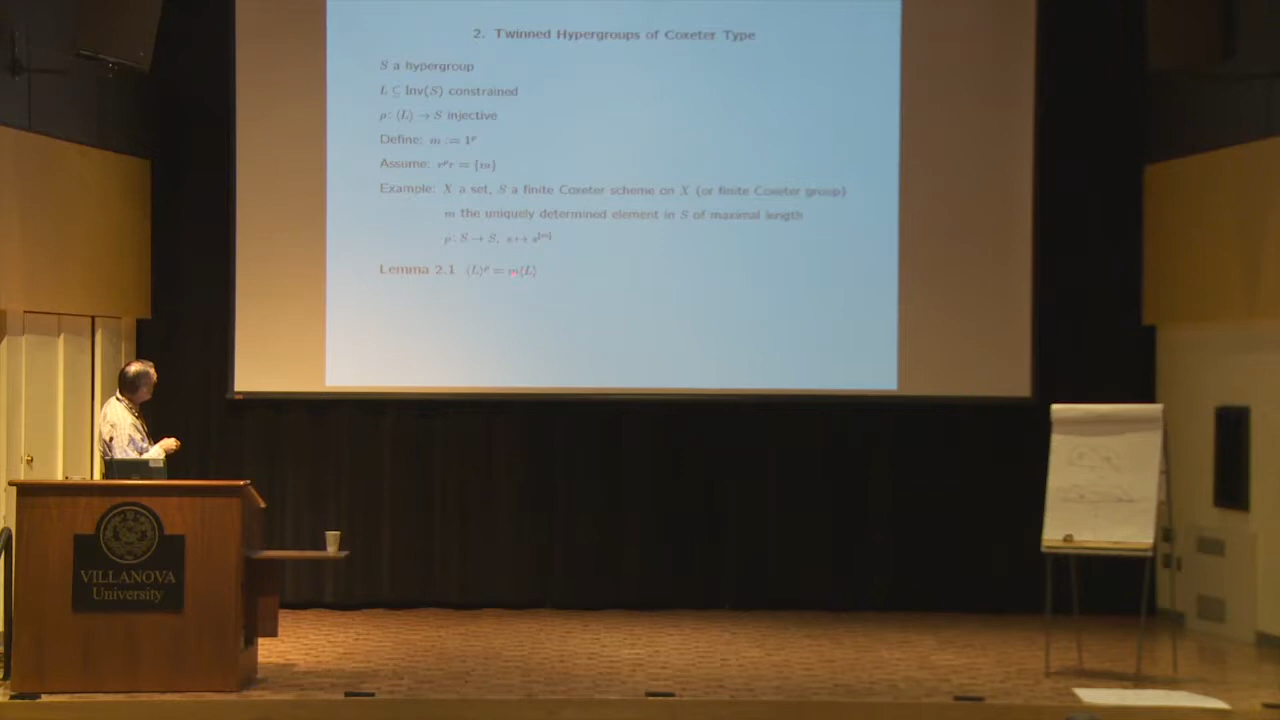 2. Twinned Hypergroups of Coxeter Type
S a hypergroup
L ⊆ Inv(S) constrained
ρ: ⟨L⟩ → S injective
Define: m := 1ᵖ
Assume: = {m}
Example: X a set, S a finite Coxeter scheme on X (or finite Coxeter group)
m the uniquely determined element in S of maximal length
ρ: S → S,
Lemma 2.1 ⟨L⟩ᵖ = m⟨L⟩
VILLANOVA
University